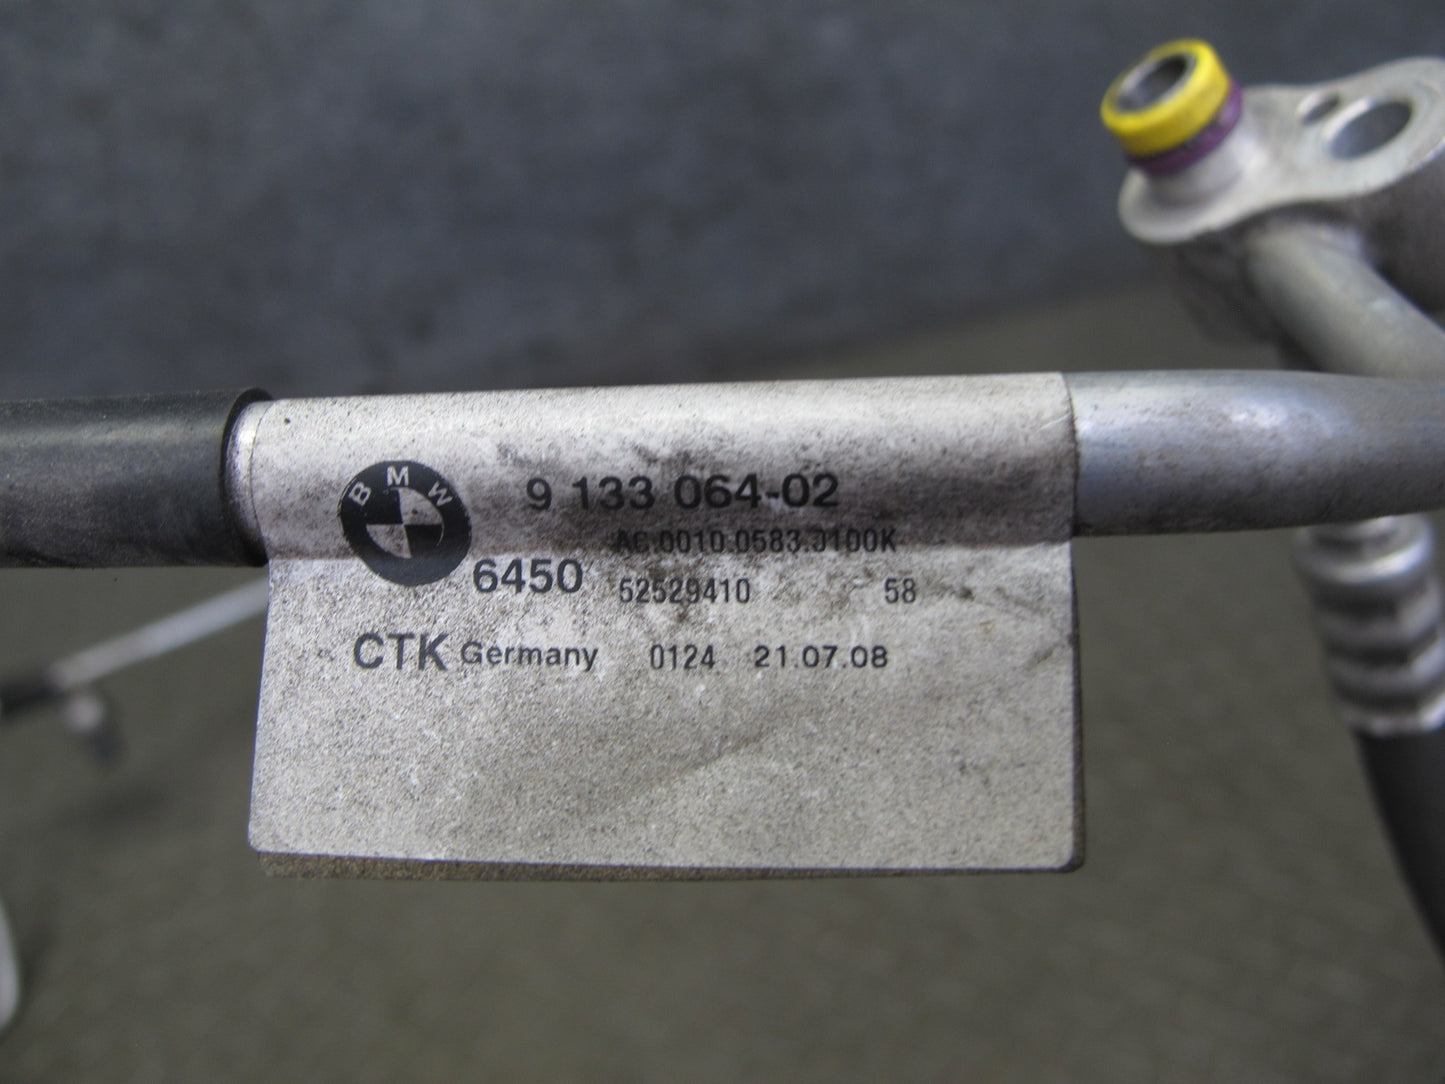 BMW 9 133 064-02
AC.0010.0583.3100K
6450 52529410 58
CTK Germany 0124 21.07.08